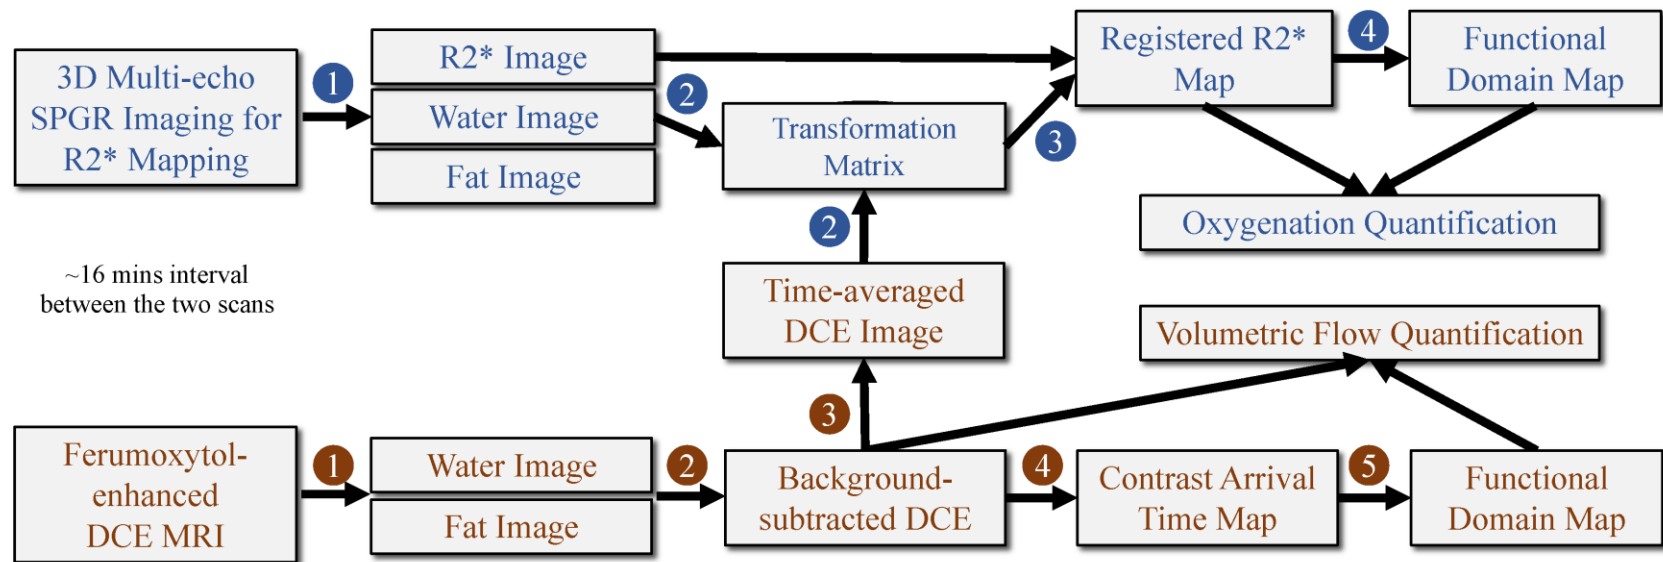 3D Multi-echo
SPGR Imaging for
R2* Mapping
1
R2* Image
Water Image
Fat Image
2
Transformation
Matrix
3
Registered R2*
Map
4
Functional
Domain Map
Oxygenation Quantification
2
~16 mins interval
between the two scans
Time-averaged
DCE Image
Volumetric Flow Quantification
3
Ferumoxytol-
enhanced
DCE MRI
1
Water Image
Fat Image
2
Background-
subtracted DCE
4
Contrast Arrival
Time Map
5
Functional
Domain Map